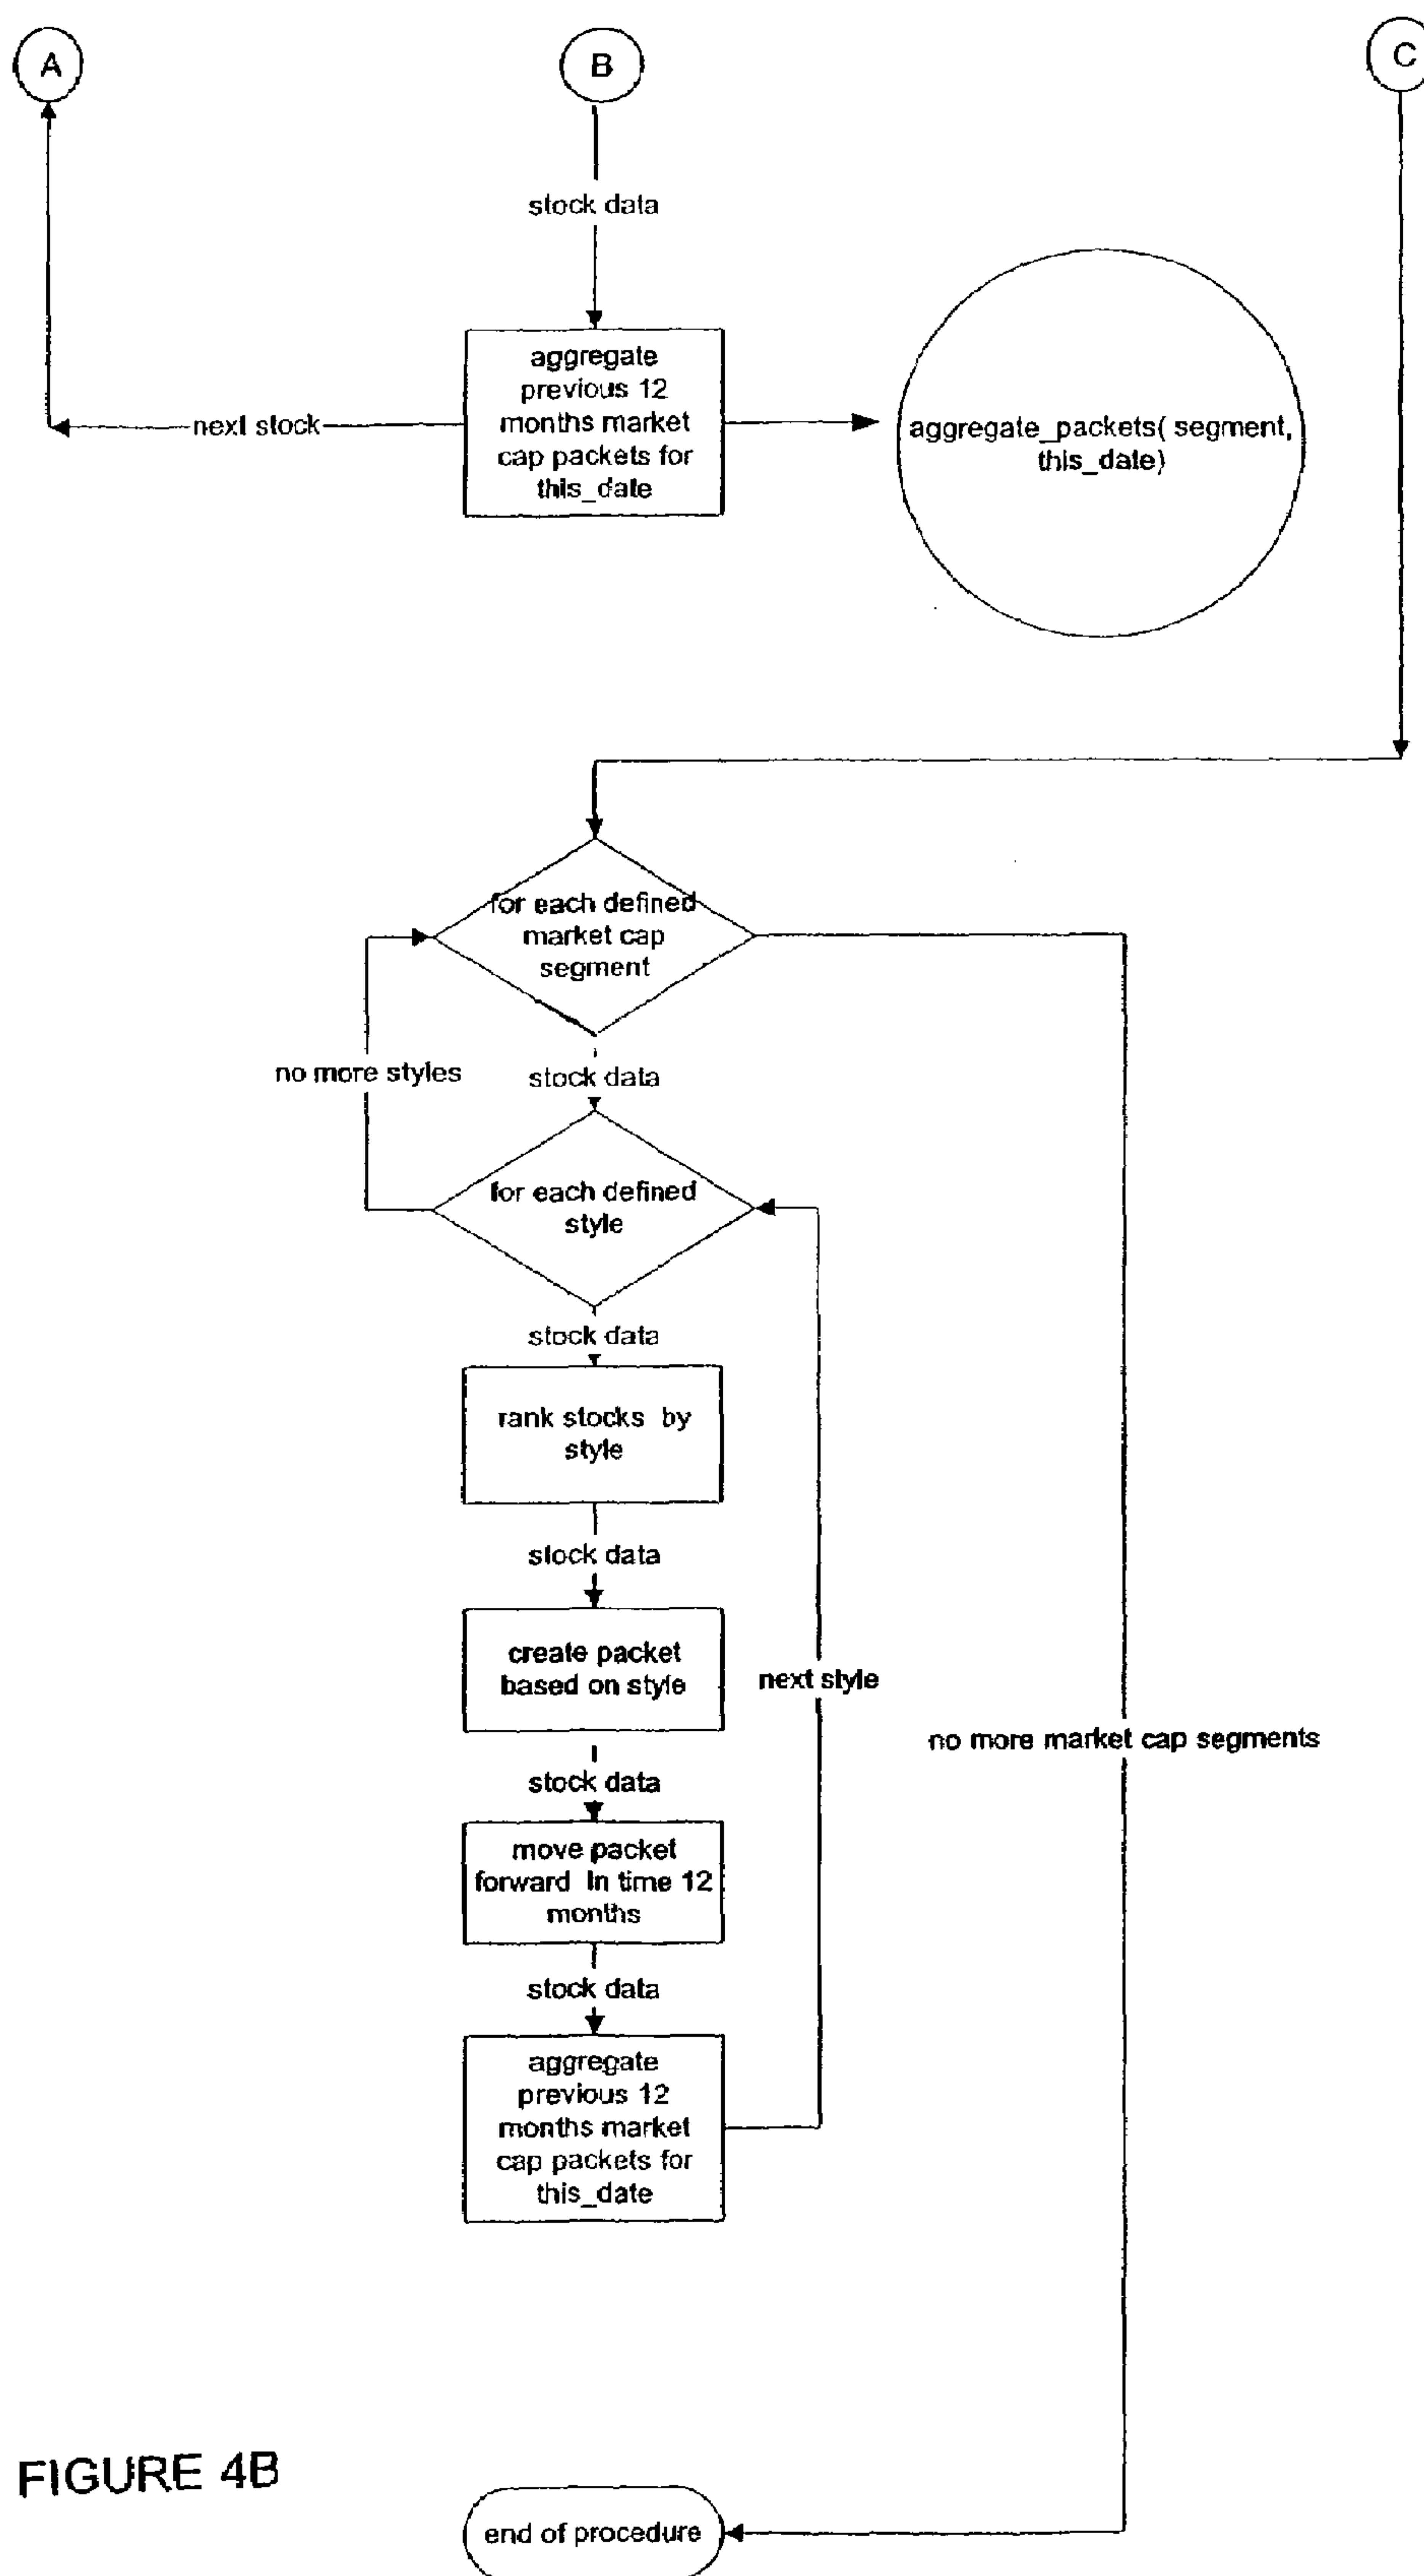 A
B
C
stock data
aggregate
previous 12
months market
cap packets for
this_date
next stock
aggregate_packets( segment,
this_date)
for each defined
market cap
segment
no more styles
stock data
for each defined
style
stock data
rank stocks by
style
stock data
create packet
based on style
next style
no more market cap segments
stock data
move packet
forward In time 12
months
stock data
aggregate
previous 12
months market
cap packets for
this_date
FIGURE 4B
end of procedure